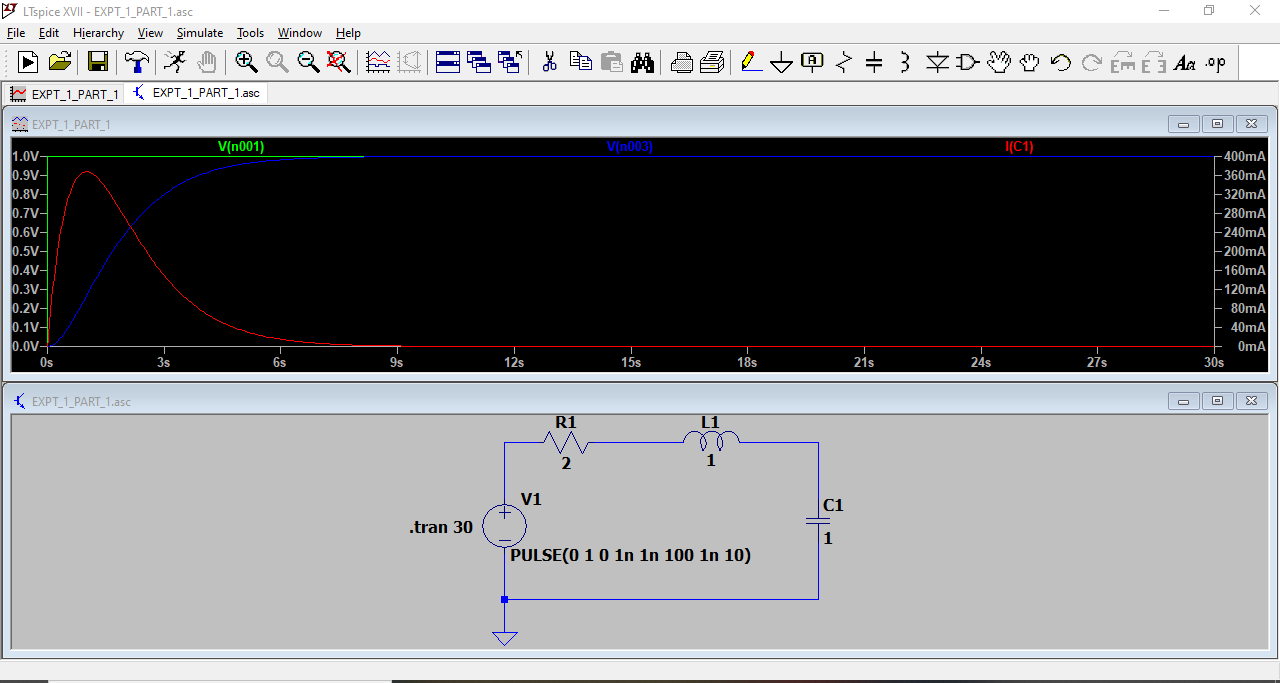 LTspice XVII - EXPT_1_PART_1.asc
File Edit Hierarchy View Simulate Tools Window Help
EXPT_1_PART_1 EXPT_1_PART_1.asc
EXPT_1_PART_1
V(n001) V(n003) I(C1)
1.0V 400mA
0.9V 360mA
0.8V 320mA
0.7V 280mA
0.6V 240mA
0.5V 200mA
0.4V 160mA
0.3V 120mA
0.2V 80mA
0.1V 40mA
0.0V 0mA
0s 3s 6s 9s 12s 15s 18s 21s 24s 27s 30s
EXPT_1_PART_1.asc
R1 L1
2 1
V1 C1
.tran 30
1
PULSE(0 1 0 1n 1n 100 1n 10)